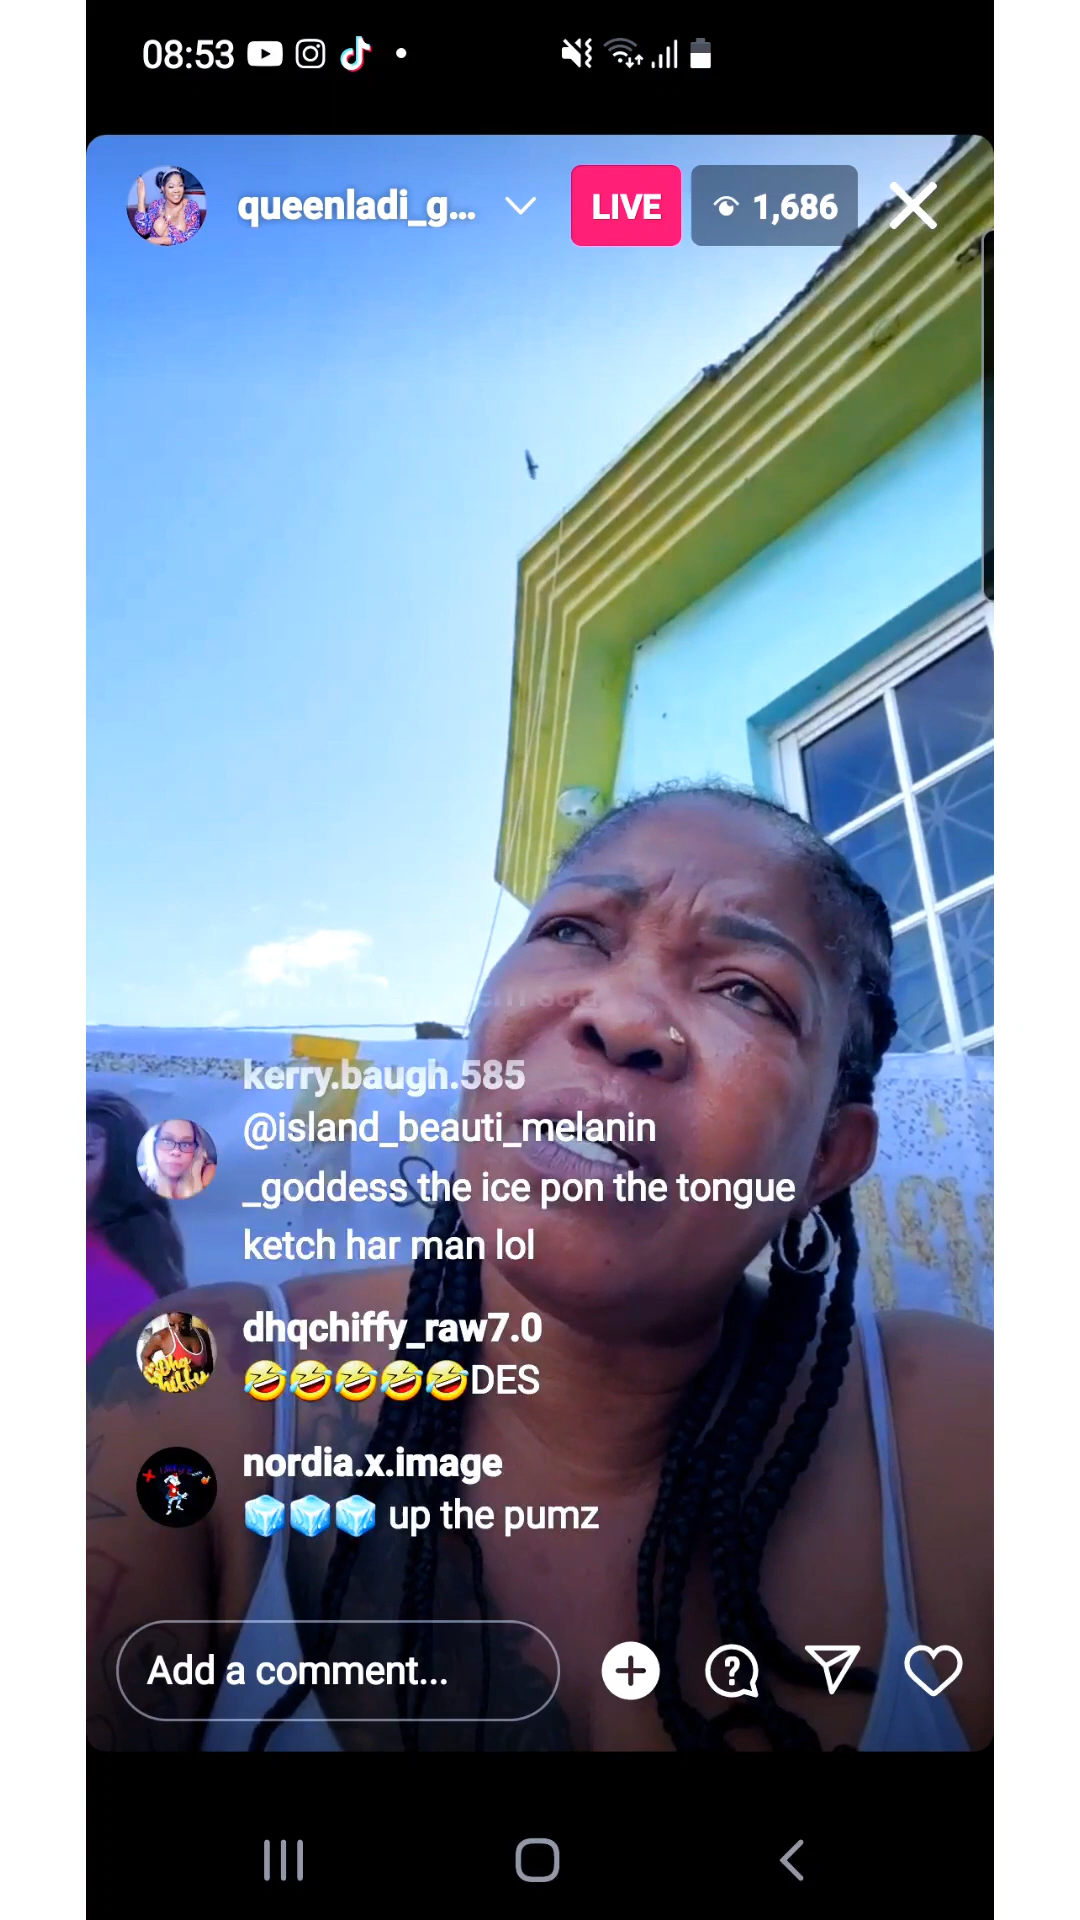 08:53
queenladi_g...
LIVE
1,686
kerry.baugh.585
@island_beauti_melanin
_goddess the ice pon the tongue
ketch har man lol
dhqchiffy_raw7.0
🤣🤣🤣🤣🤣DES
nordia.x.image
🧊🧊🧊 up the pumz
Add a comment...